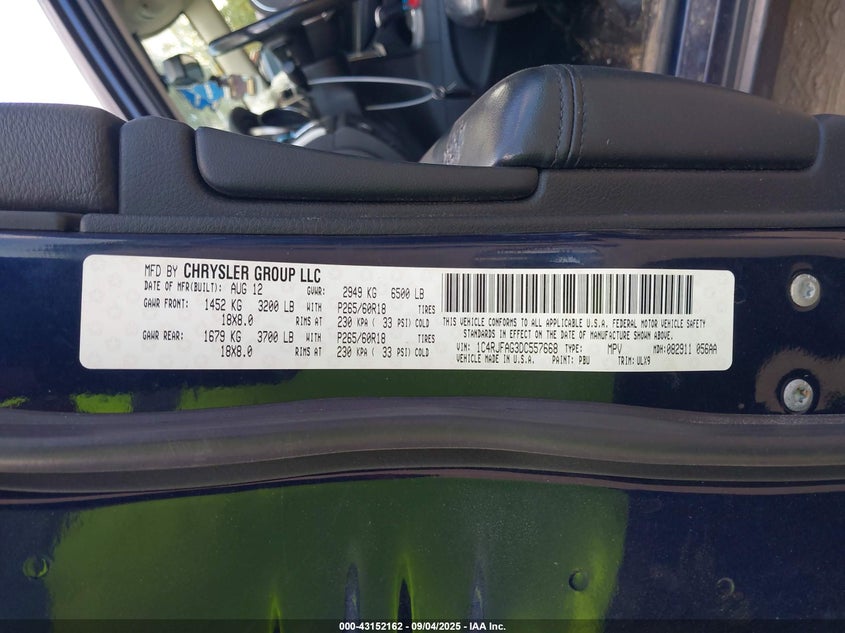 MFD BY CHRYSLER GROUP LLC
DATE OF MFR(BUILT): AUG 12 GVWR: 2949 KG 6500 LB
GAWR FRONT: 1452 KG 3200 LB WITH P265/60R18 TIRES
18X8.0 RIMS AT 230 KPA ( 33 PSI) COLD
GAWR REAR: 1679 KG 3700 LB WITH P265/60R18 TIRES
18X8.0 RIMS AT 230 KPA ( 33 PSI) COLD
THIS VEHICLE CONFORMS TO ALL APPLICABLE U.S.A. FEDERAL MOTOR VEHICLE SAFETY
STANDARDS IN EFFECT ON THE DATE OF MANUFACTURE SHOWN ABOVE.
VIN: 1C4RJFAG3DC557668 TYPE: MPV MDH:082911 056AA
VEHICLE MADE IN U.S.A. PAINT: PBU TRIM: ULX9
000-43152162 - 09/04/2025 - IAA Inc.